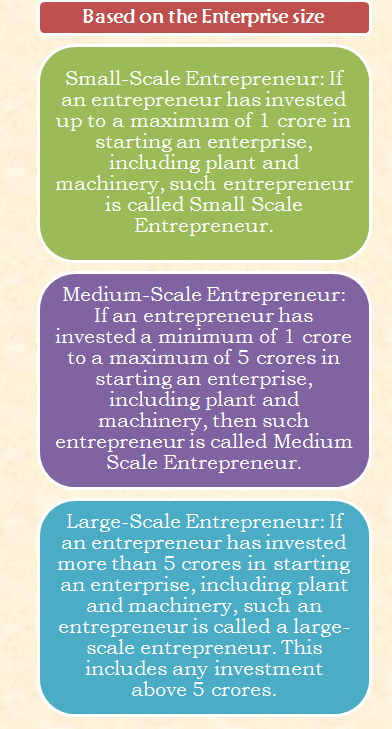 Based on the Enterprise size
Small-Scale Entrepreneur: If
an entrepreneur has invested
up to a maximum of 1 crore in
starting an enterprise,
including plant and
machinery, such entrepreneur
is called Small Scale
Entrepreneur.
Medium-Scale Entrepreneur:
If an entrepreneur has
invested a minimum of 1 crore
to a maximum of 5 crores in
starting an enterprise,
including plant and
machinery, then such
entrepreneur is called Medium
Scale Entrepreneur.
Large-Scale Entrepreneur: If
an entrepreneur has invested
more than 5 crores in starting
an enterprise, including plant
and machinery, such an
entrepreneur is called a large-
scale entrepreneur. This
includes any investment
above 5 crores.